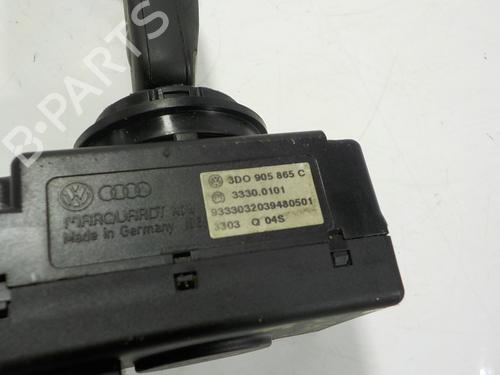 B-PARTS
3D0 905 865 C
3330.0101
9333032039480501
3303 Q 04S
MARQUARDT
Made in Germany